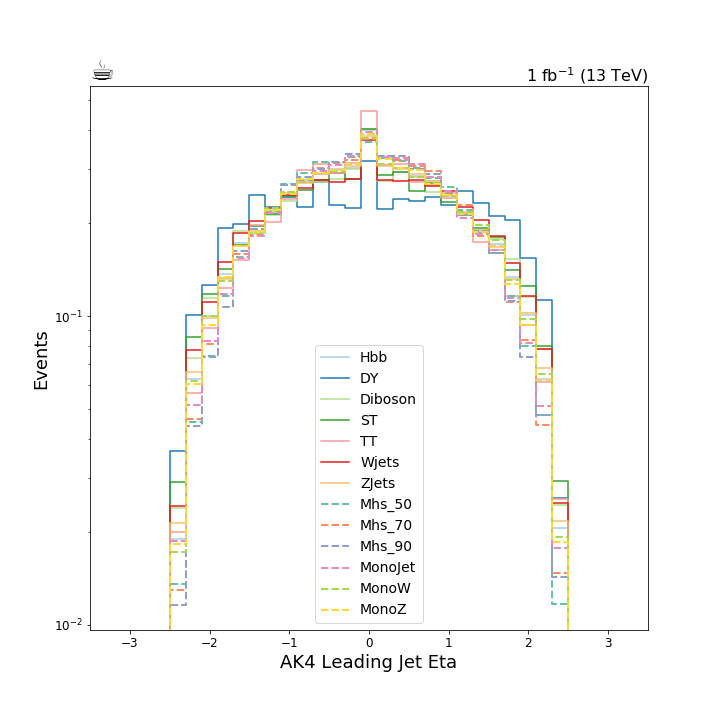 1 fb⁻¹ (13 TeV)
Events
10⁻¹
10⁻²
Hbb
DY
Diboson
ST
TT
Wjets
ZJets
Mhs_50
Mhs_70
Mhs_90
MonoJet
MonoW
MonoZ
−3 −2 −1 0 1 2 3
AK4 Leading Jet Eta